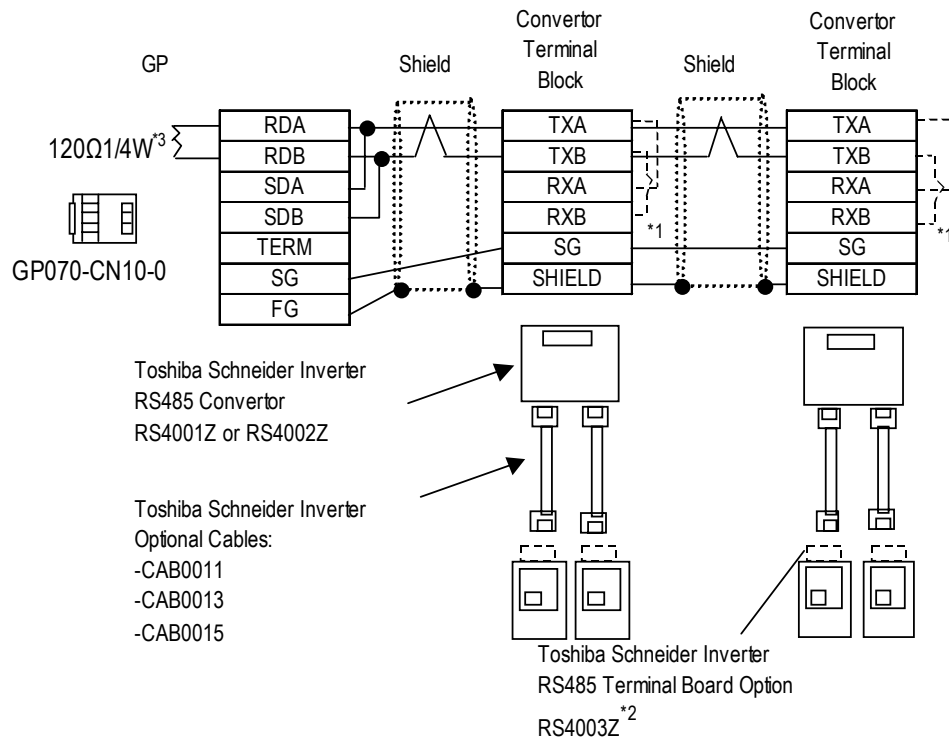 Convertor
Terminal
Block
Convertor
Terminal
Block
GP
Shield
Shield
120Ω1/4W*3
RDA
RDB
SDA
SDB
TERM
SG
FG
TXA
TXB
RXA
RXB
SG
SHIELD
*1
TXA
TXB
RXA
RXB
SG
SHIELD
*1
GP070-CN10-0
Toshiba Schneider Inverter
RS485 Convertor
RS4001Z or RS4002Z
Toshiba Schneider Inverter
Optional Cables:
-CAB0011
-CAB0013
-CAB0015
Toshiba Schneider Inverter
RS485 Terminal Board Option
RS4003Z*2